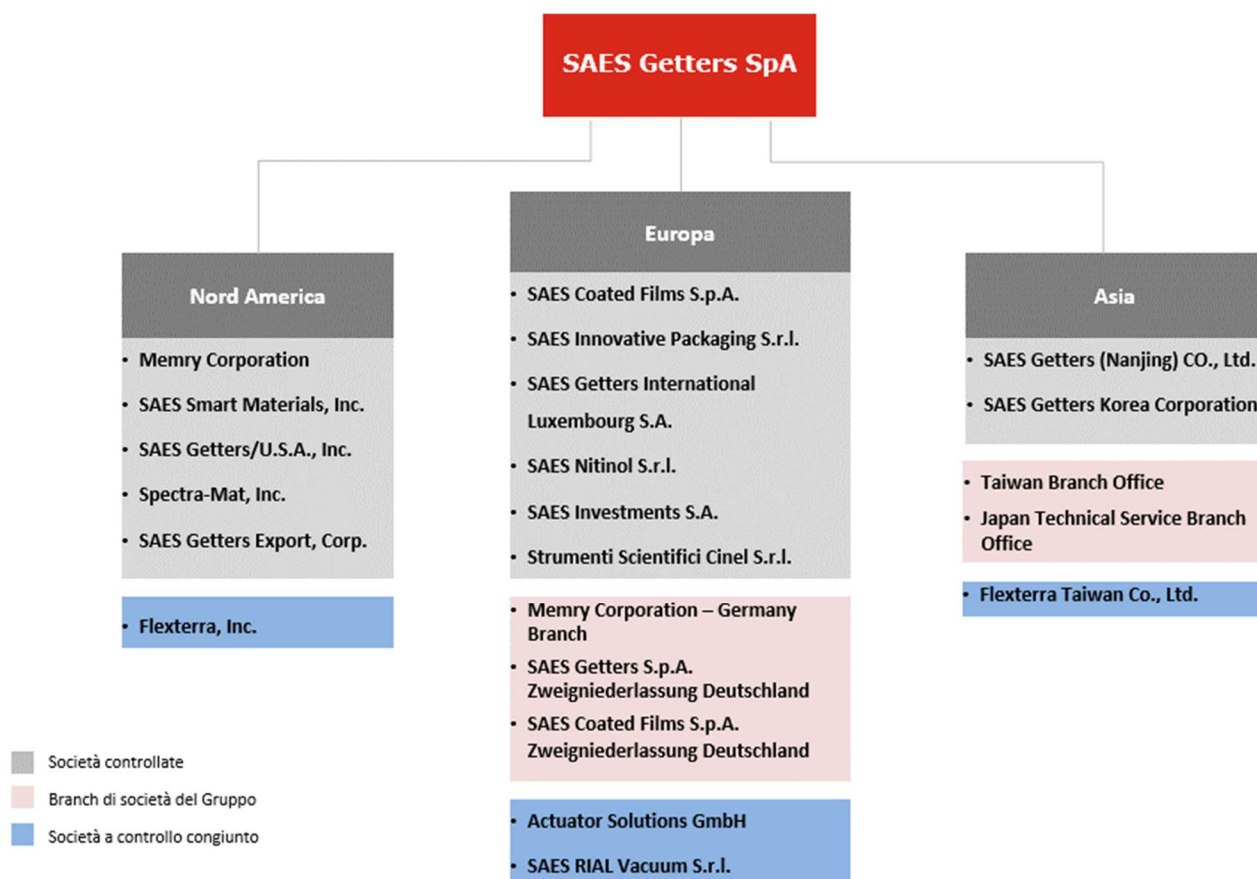 SAES Getters SpA
Nord America
• Memry Corporation
• SAES Smart Materials, Inc.
• SAES Getters/U.S.A., Inc.
• Spectra-Mat, Inc.
• SAES Getters Export, Corp.
• Flexterra, Inc.
Europa
• SAES Coated Films S.p.A.
• SAES Innovative Packaging S.r.l.
• SAES Getters International
Luxembourg S.A.
• SAES Nitinol S.r.l.
• SAES Investments S.A.
• Strumenti Scientifici Cinel S.r.l.
• Memry Corporation – Germany
Branch
• SAES Getters S.p.A.
Zweigniederlassung Deutschland
• SAES Coated Films S.p.A.
Zweigniederlassung Deutschland
• Actuator Solutions GmbH
• SAES RIAL Vacuum S.r.l.
Asia
• SAES Getters (Nanjing) CO., Ltd.
• SAES Getters Korea Corporation
• Taiwan Branch Office
• Japan Technical Service Branch
Office
• Flexterra Taiwan Co., Ltd.
Società controllate
Branch di società del Gruppo
Società a controllo congiunto